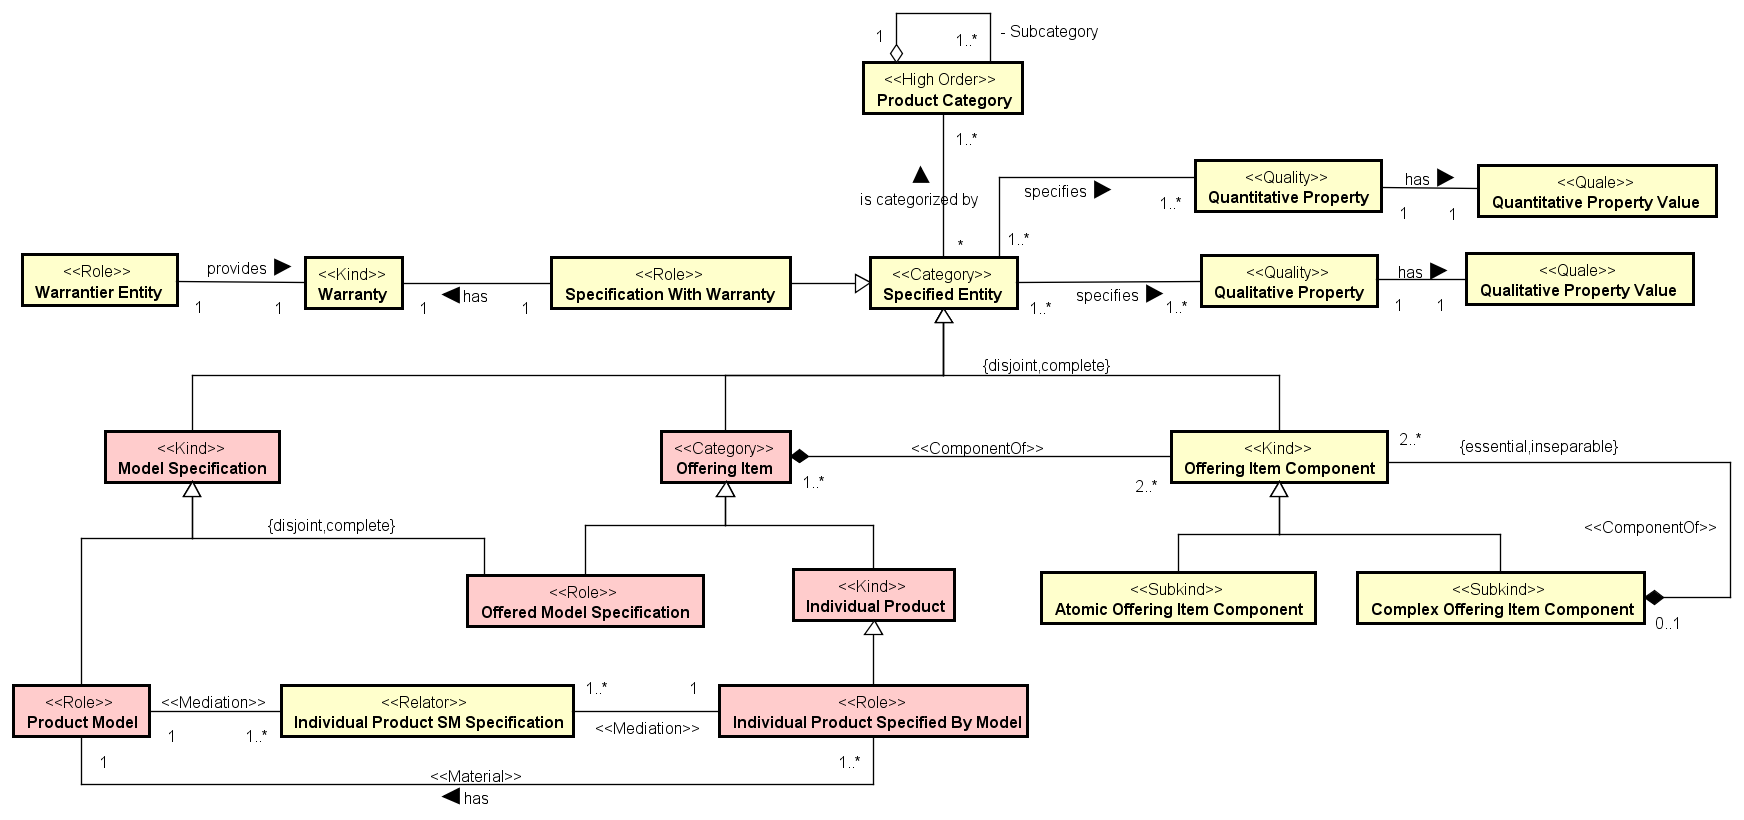 1
1..*
- Subcategory
<<High Order>>
Product Category
1..*
is categorized by
*
specifies
1..*
1..*
<<Quality>>
Quantitative Property
has
1
1
<<Quale>>
Quantitative Property Value
<<Role>>
Warrantier Entity
provides
1
1
<<Kind>>
Warranty
has
1
1
<<Role>>
Specification With Warranty
<<Category>>
Specified Entity
1..*
specifies
1..*
<<Quality>>
Qualitative Property
has
1
1
<<Quale>>
Qualitative Property Value
{disjoint,complete}
<<Kind>>
Model Specification
<<Category>>
Offering Item
1..*
<<ComponentOf>>
2..*
<<Kind>>
Offering Item Component
2..*
{essential,inseparable}
<<ComponentOf>>
0..1
{disjoint,complete}
<<Role>>
Offered Model Specification
<<Kind>>
Individual Product
<<Subkind>>
Atomic Offering Item Component
<<Subkind>>
Complex Offering Item Component
<<Role>>
Product Model
<<Mediation>>
1
1..*
<<Relator>>
Individual Product SM Specification
1..*
1
<<Mediation>>
<<Role>>
Individual Product Specified By Model
1
1..*
<<Material>>
has